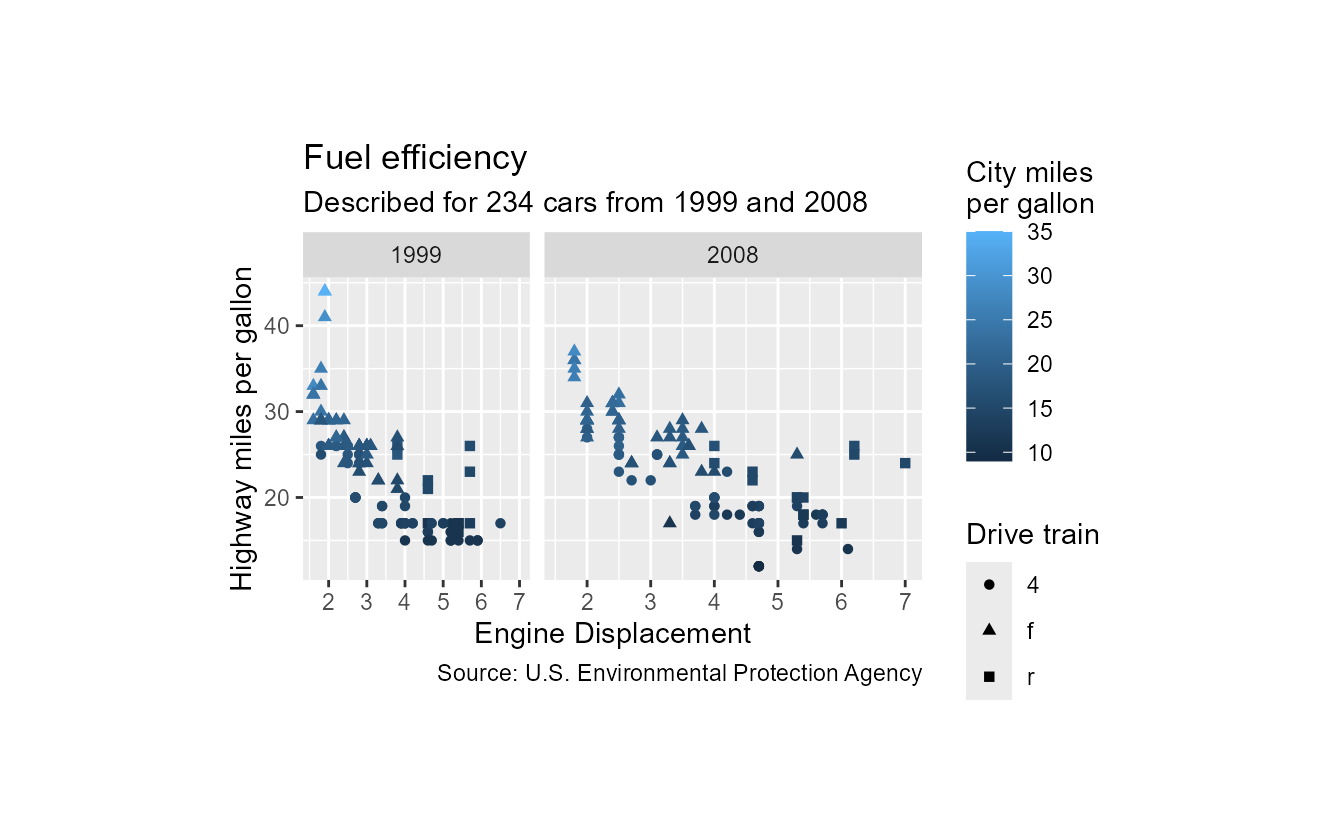 Fuel efficiency
Described for 234 cars from 1999 and 2008
1999
2008
Highway miles per gallon
40
30
20
2 3 4 5 6 7
2 3 4 5 6 7
Engine Displacement
Source: U.S. Environmental Protection Agency
City miles
per gallon
35
30
25
20
15
10
Drive train
4
f
r